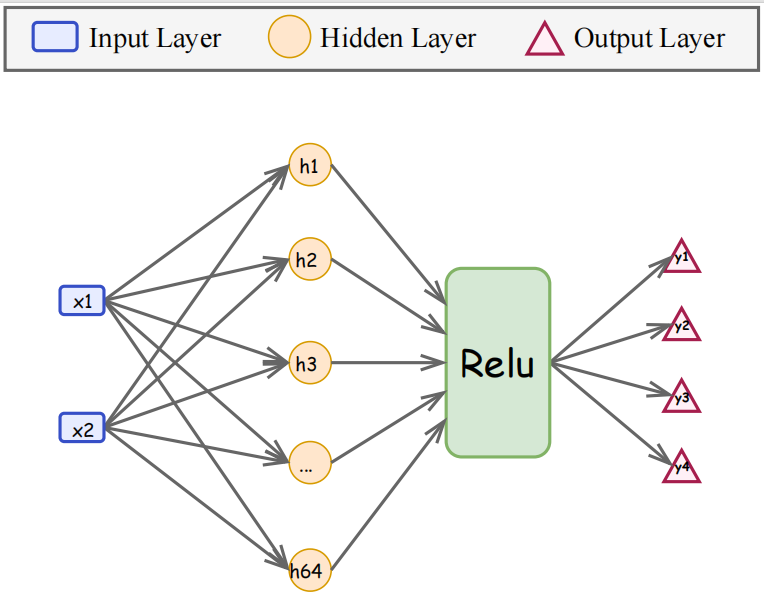 Input Layer
Hidden Layer
Output Layer
h1
h2
x1
h3
x2
...
h64
Relu
y1
y2
y3
y4